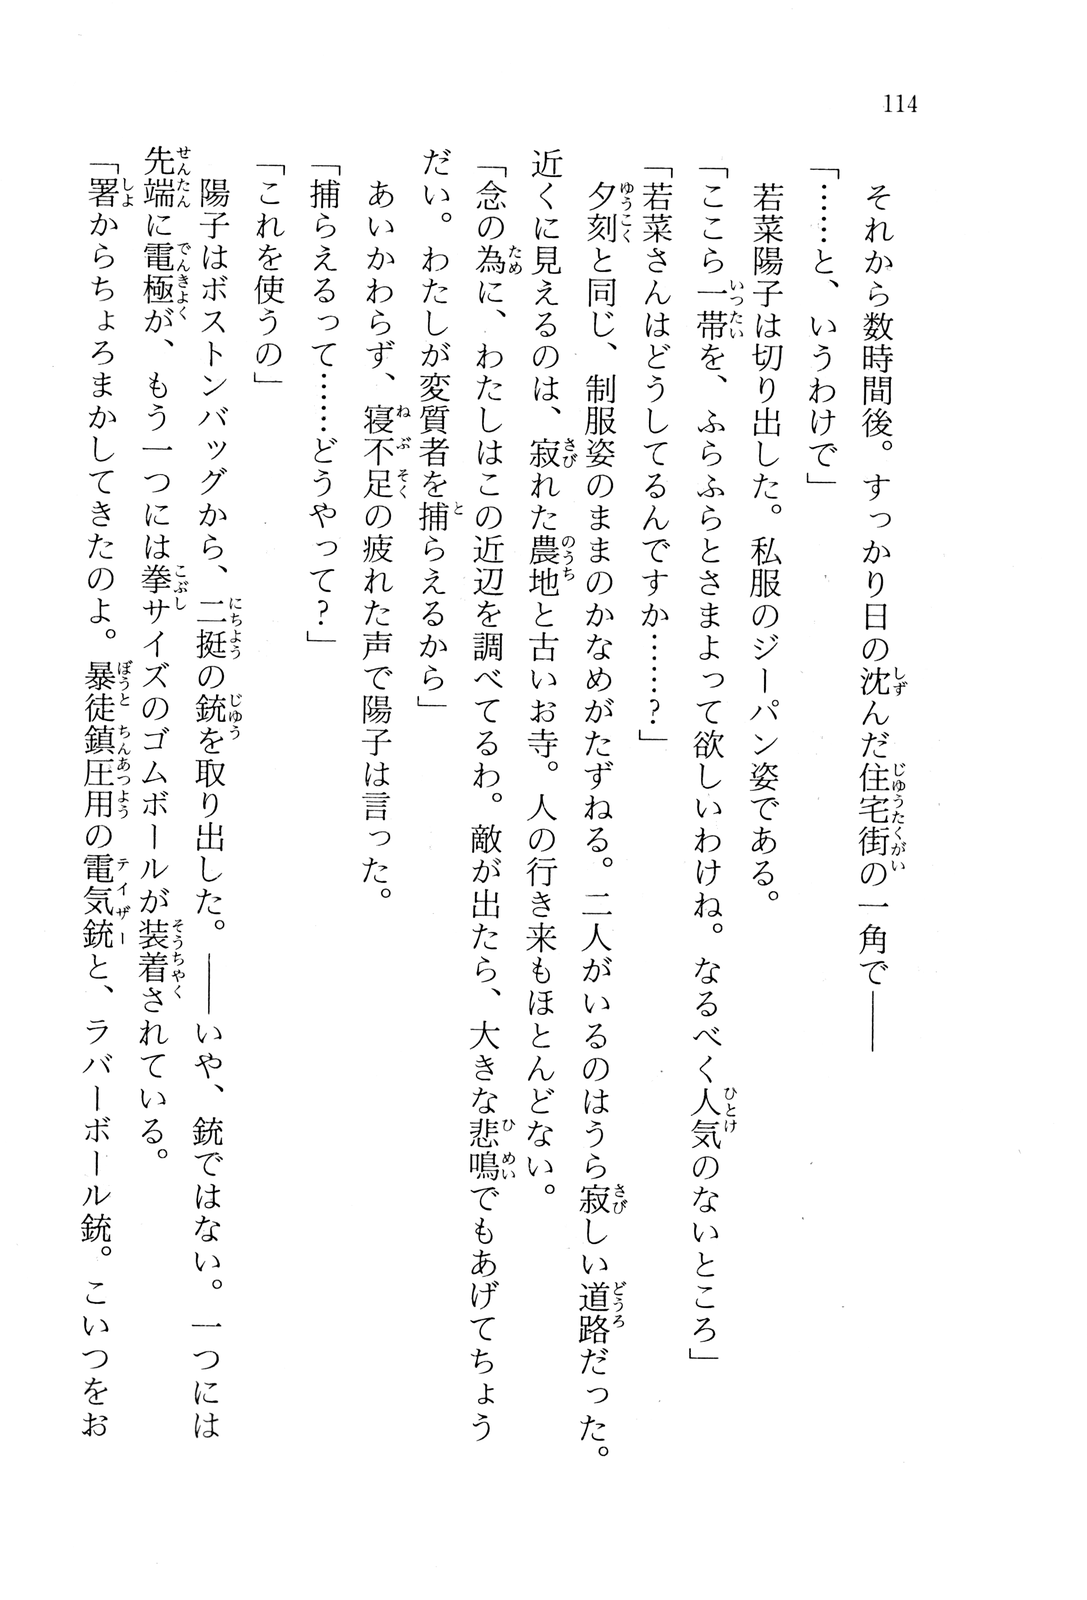 114
それから数時間後。すっかり日の沈んだ住宅街の一角で――
「……と、いうわけで」
若菜陽子は切り出した。私服のジーパン姿である。
「ここら一帯を、ふらふらとさまよって欲しいわけね。なるべく人気のないところ」
「若菜さんはどうしてるんですか……？」
夕刻と同じ、制服姿のままのかなめがたずねる。二人がいるのはうら寂しい道路だった。
近くに見えるのは、寂れた農地と古いお寺。人の行き来もほとんどない。
「念の為に、わたしはこの近辺を調べてるわ。敵が出たら、大きな悲鳴でもあげてちょう
だい。わたしが変質者を捕らえるから」
あいかわらず、寝不足の疲れた声で陽子は言った。
「捕らえるって……どうやって？」
「これを使うの」
陽子はボストンバッグから、二挺の銃を取り出した。――いや、銃ではない。一つには
先端に電極が、もう一つには拳サイズのゴムボールが装着されている。
「署からちょろまかしてきたのよ。暴徒鎮圧用の電気銃と、ラバーボール銃。こいつをお